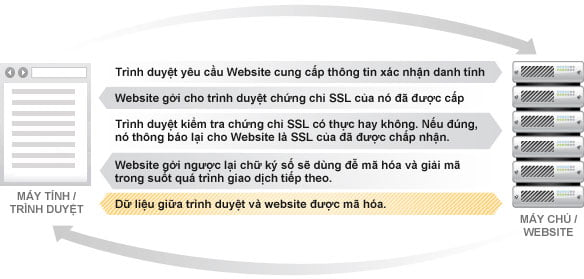 Trình duyệt yêu cầu Website cung cấp thông tin xác nhận danh tính
Website gởi cho trình duyệt chứng chỉ SSL của nó đã được cấp
Trình duyệt kiểm tra chứng chỉ SSL có thực hay không. Nếu đúng,
nó thông báo lại cho Website là SSL của đã được chấp nhận.
Website gởi ngược lại chữ ký số sẽ dùng đễ mã hóa và giải mã
trong suốt quá trình giao dịch tiếp theo.
Dữ liệu giữa trình duyệt và website được mã hóa.
MÁY TÍNH /
TRÌNH DUYỆT
MÁY CHỦ /
WEBSITE